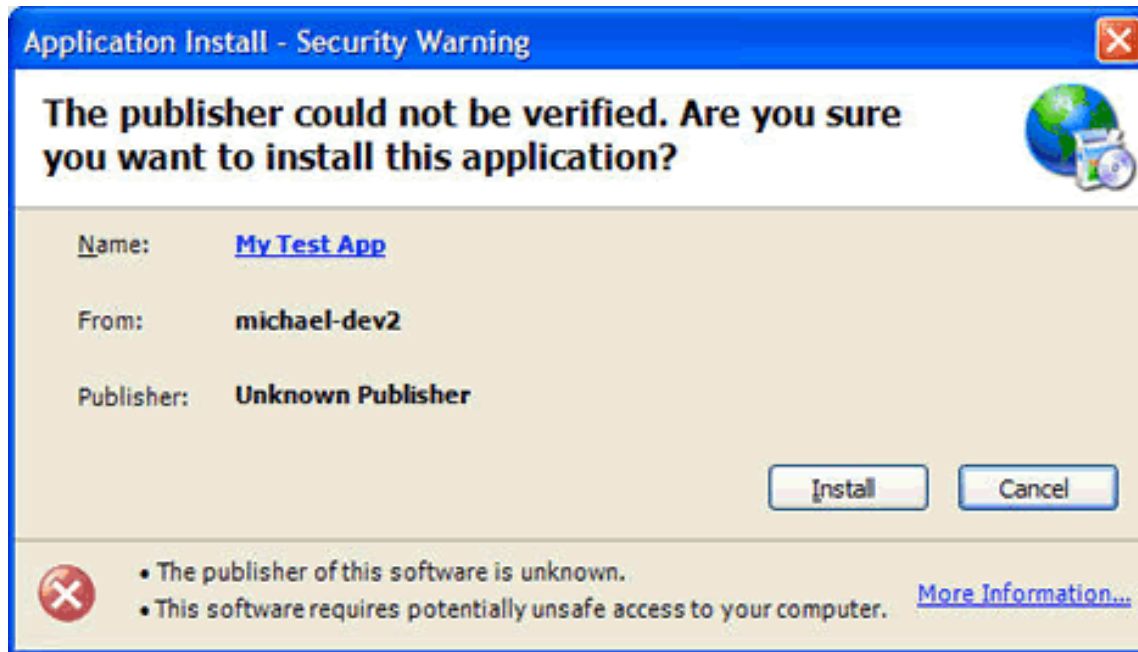 Application Install - Security Warning
The publisher could not be verified. Are you sure
you want to install this application?
Name: My Test App
From: michael-dev2
Publisher: Unknown Publisher
Install Cancel
• The publisher of this software is unknown.
• This software requires potentially unsafe access to your computer.
More Information...